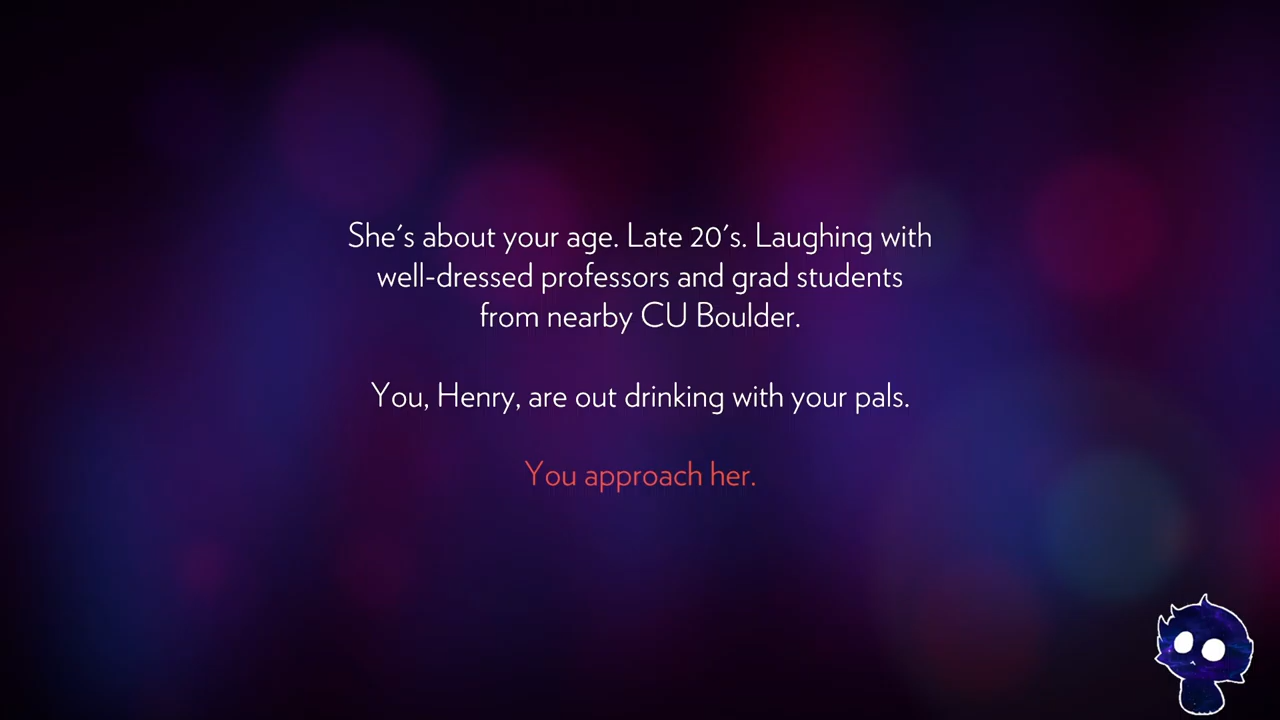 She's about your age. Late 20's. Laughing with
well-dressed professors and grad students
from nearby CU Boulder.
You, Henry, are out drinking with your pals.
You approach her.